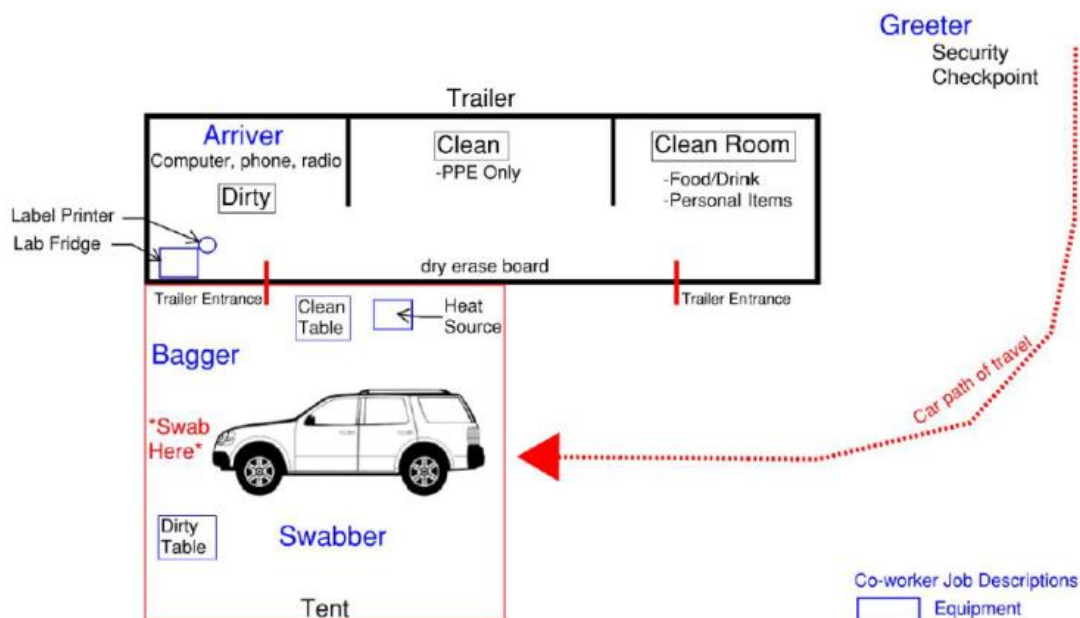 Greeter
Security
Checkpoint
Trailer
Arriver
Computer, phone, radio
Dirty
Clean
-PPE Only
Clean Room
-Food/Drink
-Personal Items
Label Printer
Lab Fridge
dry erase board
Trailer Entrance
Clean
Table
Heat
Source
Trailer Entrance
Bagger
Car path of travel
*Swab
Here*
Dirty
Table
Swabber
Tent
Co-worker Job Descriptions
Equipment